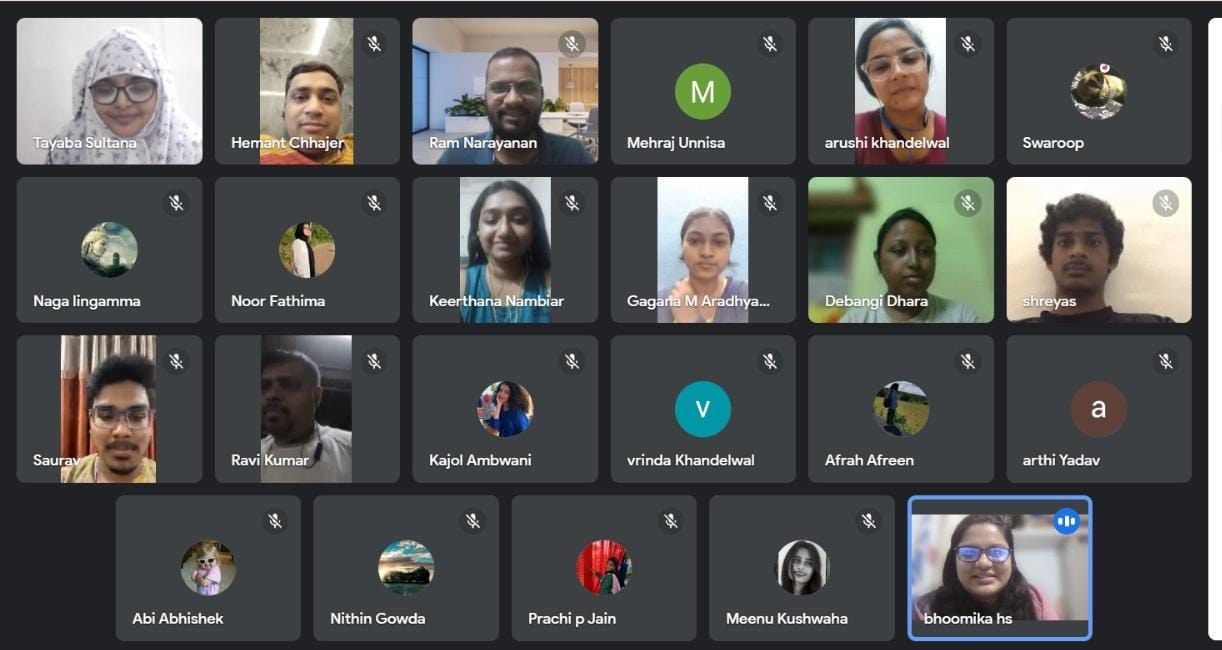 Tayaba Sultana
Hemant Chhajer
Ram Narayanan
M
Mehraj Unnisa
arushi khandelwal
Swaroop
Naga lingamma
Noor Fathima
Keerthana Nambiar
Gagana M Aradhya...
Debangi Dhara
shreyas
Saurav
Ravi Kumar
Kajol Ambwani
v
vrinda Khandelwal
Afrah Afreen
a
arthi Yadav
Abi Abhishek
Nithin Gowda
Prachi p Jain
Meenu Kushwaha
bhoomika hs